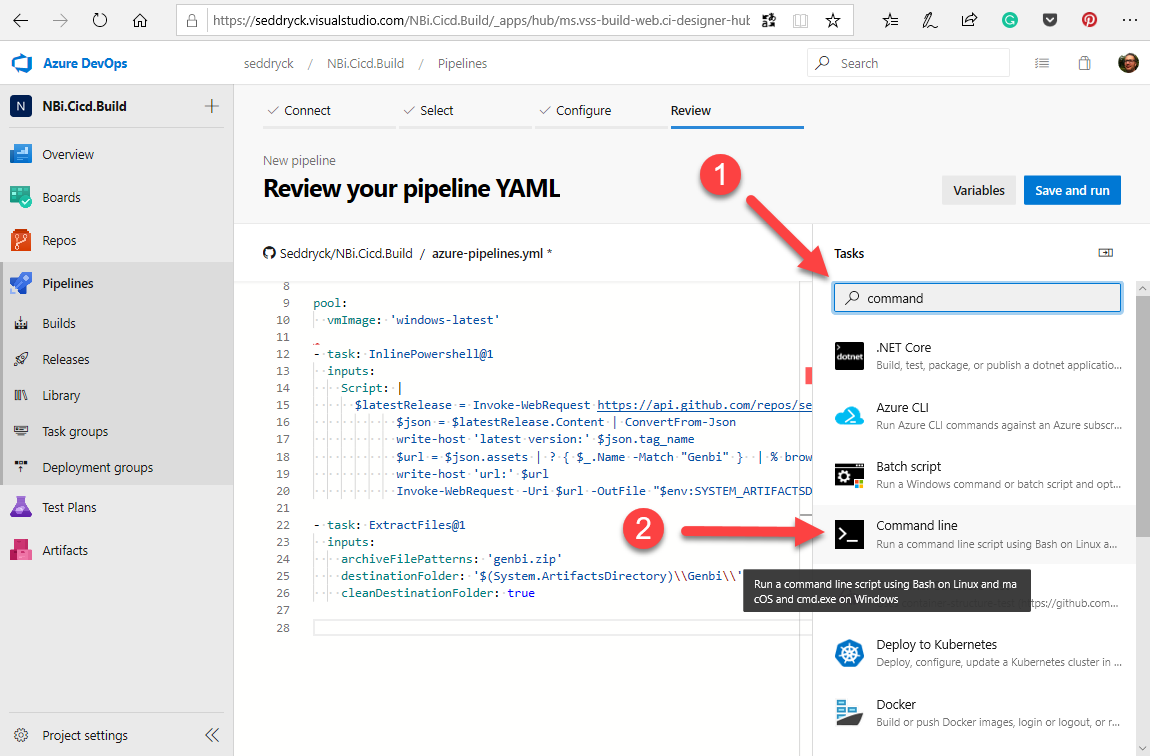 https://seddryck.visualstudio.com/NBi.Cicd.Build/_apps/hub/ms.vss-build-web.ci-designer-hub
Azure DevOps
seddryck / NBi.Cicd.Build / Pipelines
Search
N NBi.Cicd.Build
Overview
Boards
Repos
Pipelines
Builds
Releases
Library
Task groups
Deployment groups
Test Plans
Artifacts
Project settings
Connect
Select
Configure
Review
New pipeline
Review your pipeline YAML
Variables
Save and run
1
Seddryck/NBi.Cicd.Build / azure-pipelines.yml *
8
9 pool:
10 vmImage: 'windows-latest'
11
12 - task: InlinePowershell@1
13 inputs:
14 Script: |
15 $latestRelease = Invoke-WebRequest https://api.github.com/repos/se
16 $json = $latestRelease.Content | ConvertFrom-Json
17 write-host 'latest version:' $json.tag_name
18 $url = $json.assets | ? { $_.Name -Match "Genbi" } | % brow
19 write-host 'url:' $url
20 Invoke-WebRequest -Uri $url -OutFile "$env:SYSTEM_ARTIFACTSD
21
22 - task: ExtractFiles@1
23 inputs:
24 archiveFilePatterns: 'genbi.zip'
25 destinationFolder: '$(System.ArtifactsDirectory)\\Genbi\\'
26 cleanDestinationFolder: true
27
28
2
Tasks
command
.NET Core
Build, test, package, or publish a dotnet applicatio...
dotnet
Azure CLI
Run Azure CLI commands against an Azure subscr...
Batch script
Run a Windows command or batch script and opt...
Command line
Run a command line script using Bash on Linux a...
Run a command line script using Bash on Linux and ma
cOS and cmd.exe on Windows
ttps://github.com...
Deploy to Kubernetes
Deploy, configure, update a Kubernetes cluster in ...
Docker
Build or push Docker images, login or logout, or r...